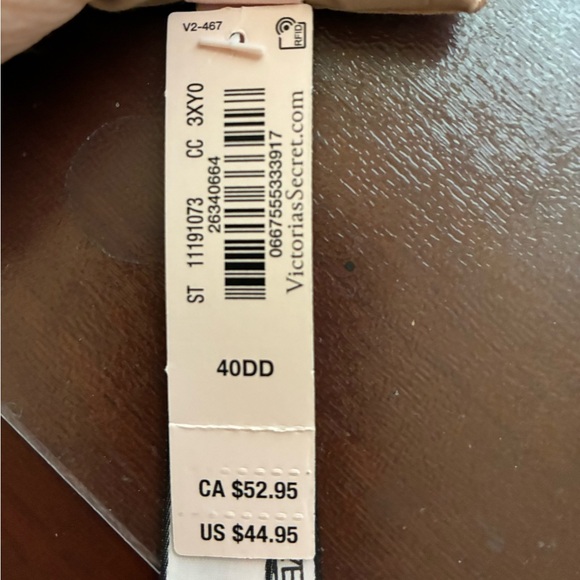 V2-467
RFID
ST 11191073 CC 3XY0
26340664
0667555333917
VictoriasSecret.com
40DD
CA $52.95
US $44.95